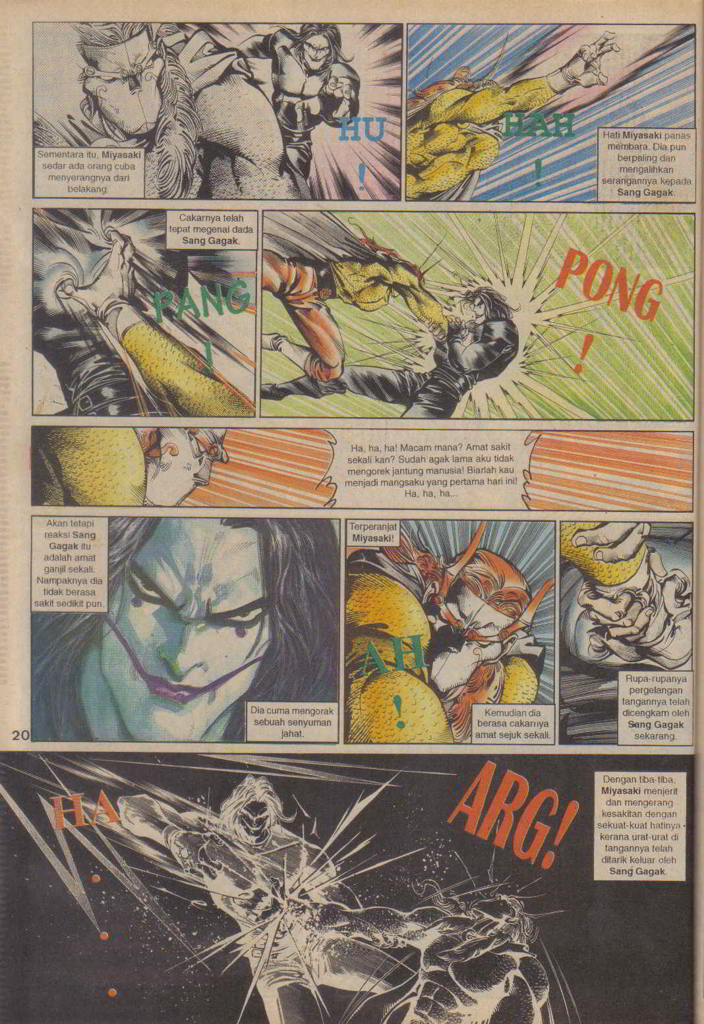 Sementara itu, Miyasaki
sedar ada orang cuba
menyerangnya dari
belakang.
HU
!
HAH
!
Hati Miyasaki panas
membara. Dia pun
berpaling dan
mengalihkan
serangannya kepada
Sang Gagak.
Cakarnya telah
tepat megenai dada
Sang Gagak.
PANG
!
PONG
!
Ha, ha, ha! Macam mana? Amat sakit
sekali kan? Sudah agak lama aku tidak
mengorek jantung manusia! Biarlah kau
menjadi mangsaku yang pertama hari ini!
Ha, ha, ha...
Akan tetapi
reaksi Sang
Gagak itu
adalah amat
ganjil sekali.
Nampaknya dia
tidak berasa
sakit sedikit pun.
Dia cuma mengorak
sebuah senyuman
jahat.
Terperanjat
Miyasaki!
AH
!
Kemudian dia
berasa cakarnya
amat sejuk sekali.
Rupa-rupanya
pergelangan
tangannya telah
dicengkam oleh
Sang Gagak
sekarang.
20
HA
ARG!
Dengan tiba-tiba,
Miyasaki menjerit
dan mengerang
kesakitan dengan
sekuat-kuat hatinya
kerana urat-urat di
tangannya telah
ditarik keluar oleh
Sang Gagak.